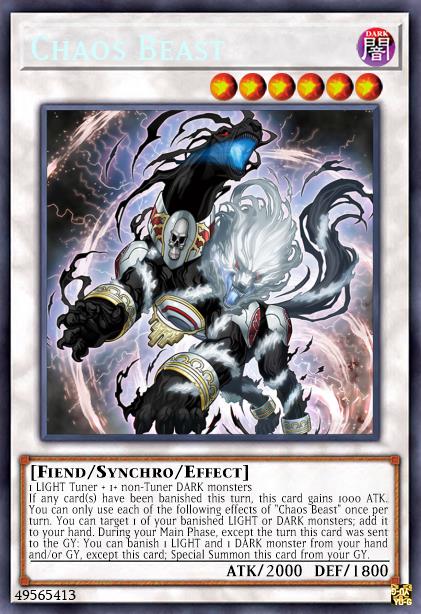 Chaos Beast
DARK
闇
[Fiend/Synchro/Effect]
1 LIGHT Tuner + 1+ non-Tuner DARK monsters
If any card(s) have been banished this turn, this card gains 1000 ATK.
You can only use each of the following effects of "Chaos Beast" once per
turn. You can target 1 of your banished LIGHT or DARK monsters; add it
to your hand. During your Main Phase, except the turn this card was sent
to the GY: You can banish 1 LIGHT and 1 DARK monster from your hand
and/or GY, except this card; Special Summon this card from your GY.
ATK/2000 DEF/1800
49565413